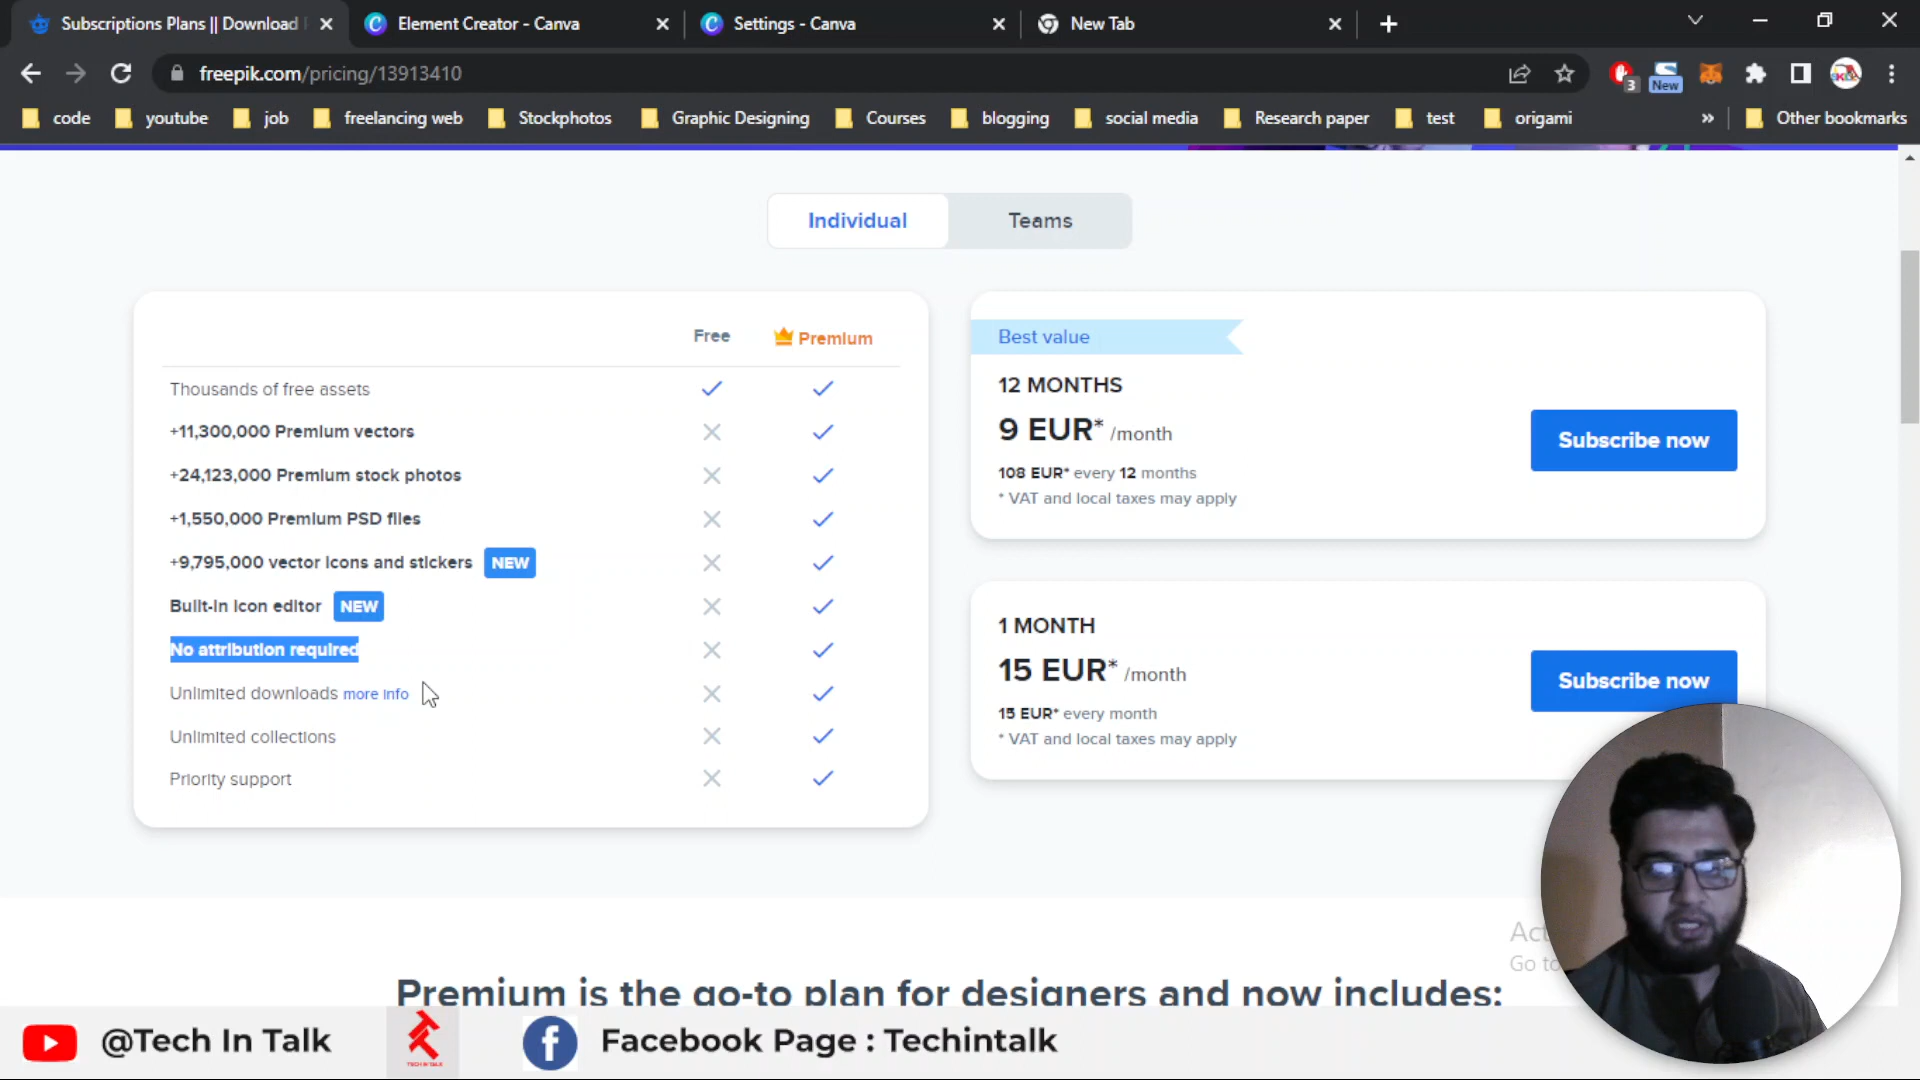 Subscriptions Plans || Download
Element Creator - Canva
Settings - Canva
New Tab
freepik.com/pricing/13913410
3
New
code
youtube
job
freelancing web
Stockphotos
Graphic Designing
Courses
blogging
social media
Research paper
test
origami
»
Other bookmarks
Individual
Teams
Free
Premium
Thousands of free assets
+11,300,000 Premium vectors
+24,123,000 Premium stock photos
+1,550,000 Premium PSD files
+9,795,000 vector icons and stickers NEW
Built-in icon editor NEW
No attribution required
Unlimited downloads more info
Unlimited collections
Priority support
Best value
12 MONTHS
9 EUR* /month
108 EUR* every 12 months
* VAT and local taxes may apply
Subscribe now
1 MONTH
15 EUR* /month
15 EUR* every month
* VAT and local taxes may apply
Subscribe now
Go to
Premium is the go-to plan for designers and now includes:
@Tech In Talk
TECH IN TALK
Facebook Page : Techintalk